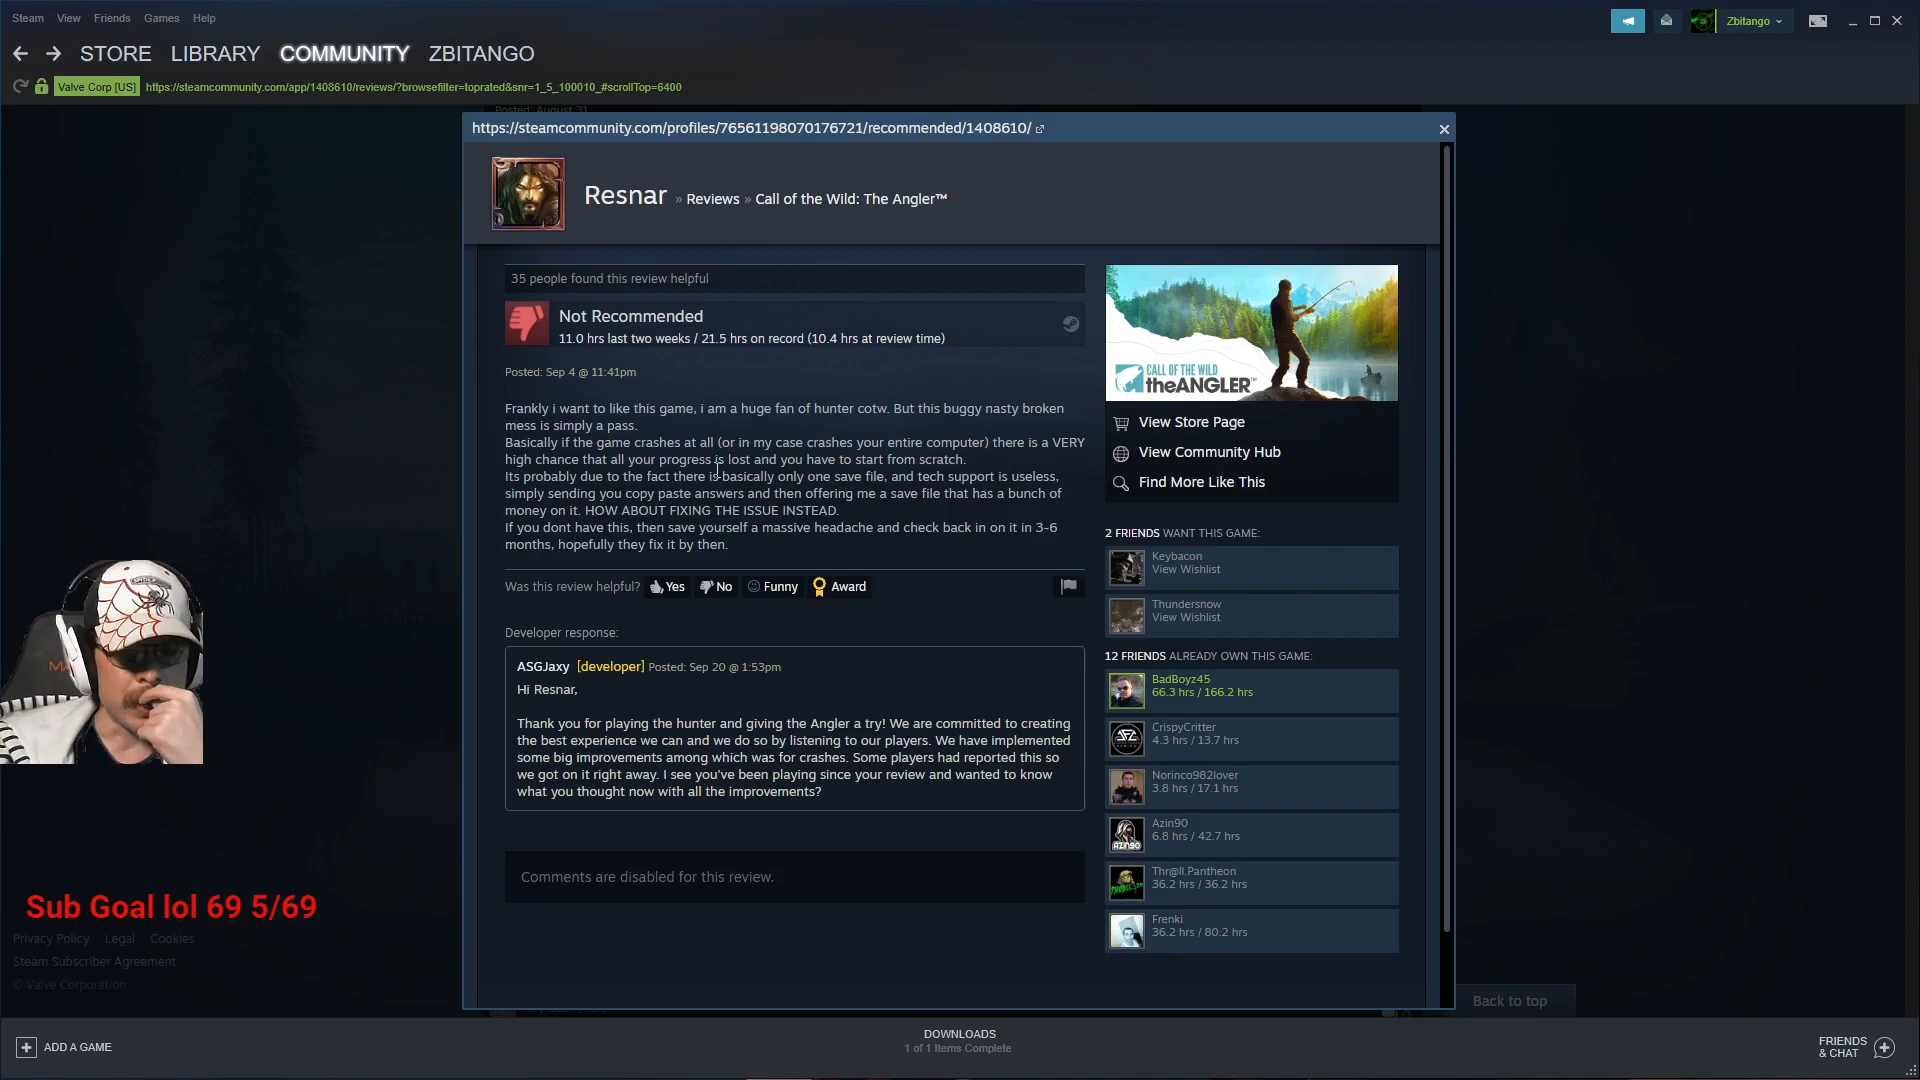 Steam View Friends Games Help
Zbitango
STORE LIBRARY COMMUNITY ZBITANGO
Valve Corp [US] https://steamcommunity.com/app/1408610/reviews/?browsefilter=toprated&snr=1_5_100010_#scrollTop=6400
Posted: August 31
https://steamcommunity.com/profiles/76561198070176721/recommended/1408610/
Resnar » Reviews » Call of the Wild: The Angler™
35 people found this review helpful
Not Recommended
11.0 hrs last two weeks / 21.5 hrs on record (10.4 hrs at review time)
Posted: Sep 4 @ 11:41pm
Frankly i want to like this game, i am a huge fan of hunter cotw. But this buggy nasty broken
mess is simply a pass.
Basically if the game crashes at all (or in my case crashes your entire computer) there is a VERY
high chance that all your progress is lost and you have to start from scratch.
Its probably due to the fact there is basically only one save file, and tech support is useless,
simply sending you copy paste answers and then offering me a save file that has a bunch of
money on it. HOW ABOUT FIXING THE ISSUE INSTEAD.
If you dont have this, then save yourself a massive headache and check back in on it in 3-6
months, hopefully they fix it by then.
Was this review helpful? Yes No Funny Award
Developer response:
ASGJaxy [developer] Posted: Sep 20 @ 1:53pm
Hi Resnar,
Thank you for playing the hunter and giving the Angler a try! We are committed to creating
the best experience we can and we do so by listening to our players. We have implemented
some big improvements among which was for crashes. Some players had reported this so
we got on it right away. I see you've been playing since your review and wanted to know
what you thought now with all the improvements?
Comments are disabled for this review.
CALL OF THE WILD
theANGLER™
View Store Page
View Community Hub
Find More Like This
2 FRIENDS WANT THIS GAME:
Keybacon
View Wishlist
Thundersnow
View Wishlist
12 FRIENDS ALREADY OWN THIS GAME:
BadBoyz45
66.3 hrs / 166.2 hrs
CrispyCritter
4.3 hrs / 13.7 hrs
Norinco982lover
3.8 hrs / 17.1 hrs
AZIN90
Azin90
6.8 hrs / 42.7 hrs
Thr@ll.Pantheon
36.2 hrs / 36.2 hrs
Frenki
36.2 hrs / 80.2 hrs
Sub Goal lol 69 5/69
Privacy Policy Legal Cookies
Steam Subscriber Agreement
© Valve Corporation
Back to top
ADD A GAME
DOWNLOADS
1 of 1 Items Complete
FRIENDS
& CHAT